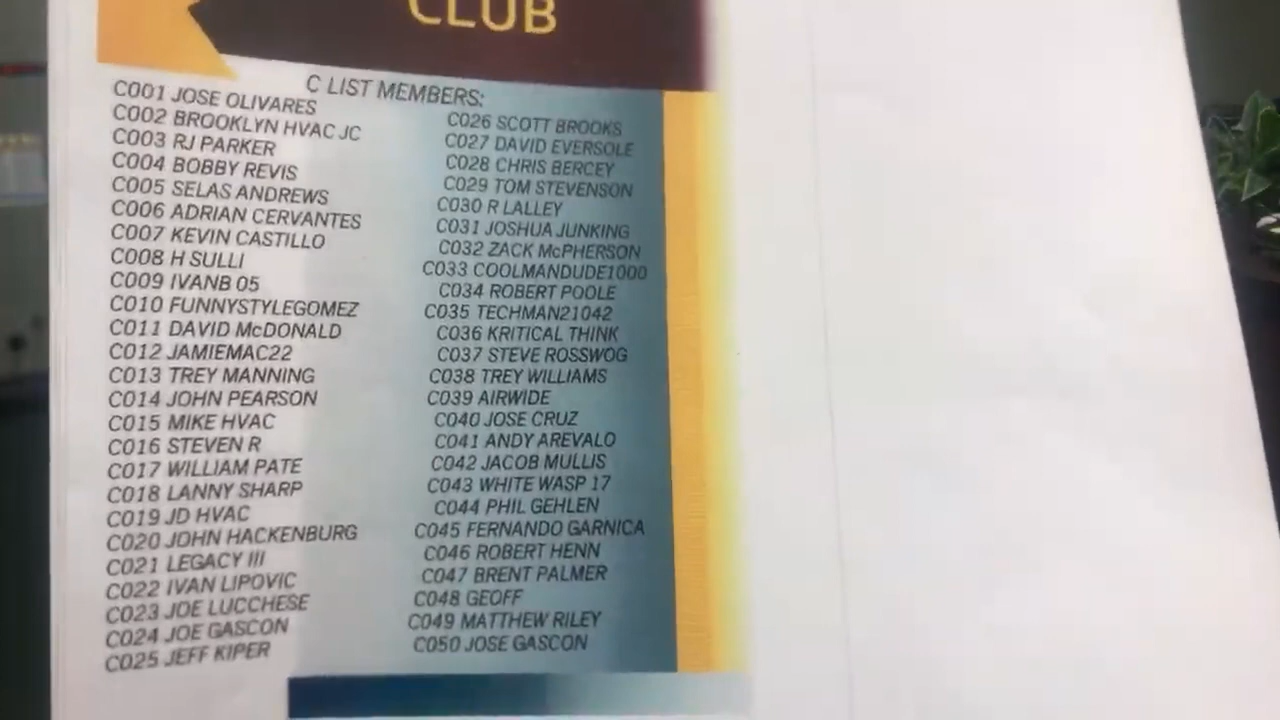 CLUB
C LIST MEMBERS:
C001 JOSE OLIVARES
C002 BROOKLYN HVAC JC
C003 RJ PARKER
C004 BOBBY REVIS
C005 SELAS ANDREWS
C006 ADRIAN CERVANTES
C007 KEVIN CASTILLO
C008 H SULLI
C009 IVANB 05
C010 FUNNYSTYLEGOMEZ
C011 DAVID McDONALD
C012 JAMIEMAC22
C013 TREY MANNING
C014 JOHN PEARSON
C015 MIKE HVAC
C016 STEVEN R
C017 WILLIAM PATE
C018 LANNY SHARP
C019 JD HVAC
C020 JOHN HACKENBURG
C021 LEGACY III
C022 IVAN LIPOVIC
C023 JOE LUCCHESE
C024 JOE GASCON
C025 JEFF KIPER
C026 SCOTT BROOKS
C027 DAVID EVERSOLE
C028 CHRIS BERCEY
C029 TOM STEVENSON
C030 R LALLEY
C031 JOSHUA JUNKING
C032 ZACK McPHERSON
C033 COOLMANDUDE1000
C034 ROBERT POOLE
C035 TECHMAN21042
C036 KRITICAL THINK
C037 STEVE ROSSWOG
C038 TREY WILLIAMS
C039 AIRWIDE
C040 JOSE CRUZ
C041 ANDY AREVALO
C042 JACOB MULLIS
C043 WHITE WASP 17
C044 PHIL GEHLEN
C045 FERNANDO GARNICA
C046 ROBERT HENN
C047 BRENT PALMER
C048 GEOFF
C049 MATTHEW RILEY
C050 JOSE GASCON